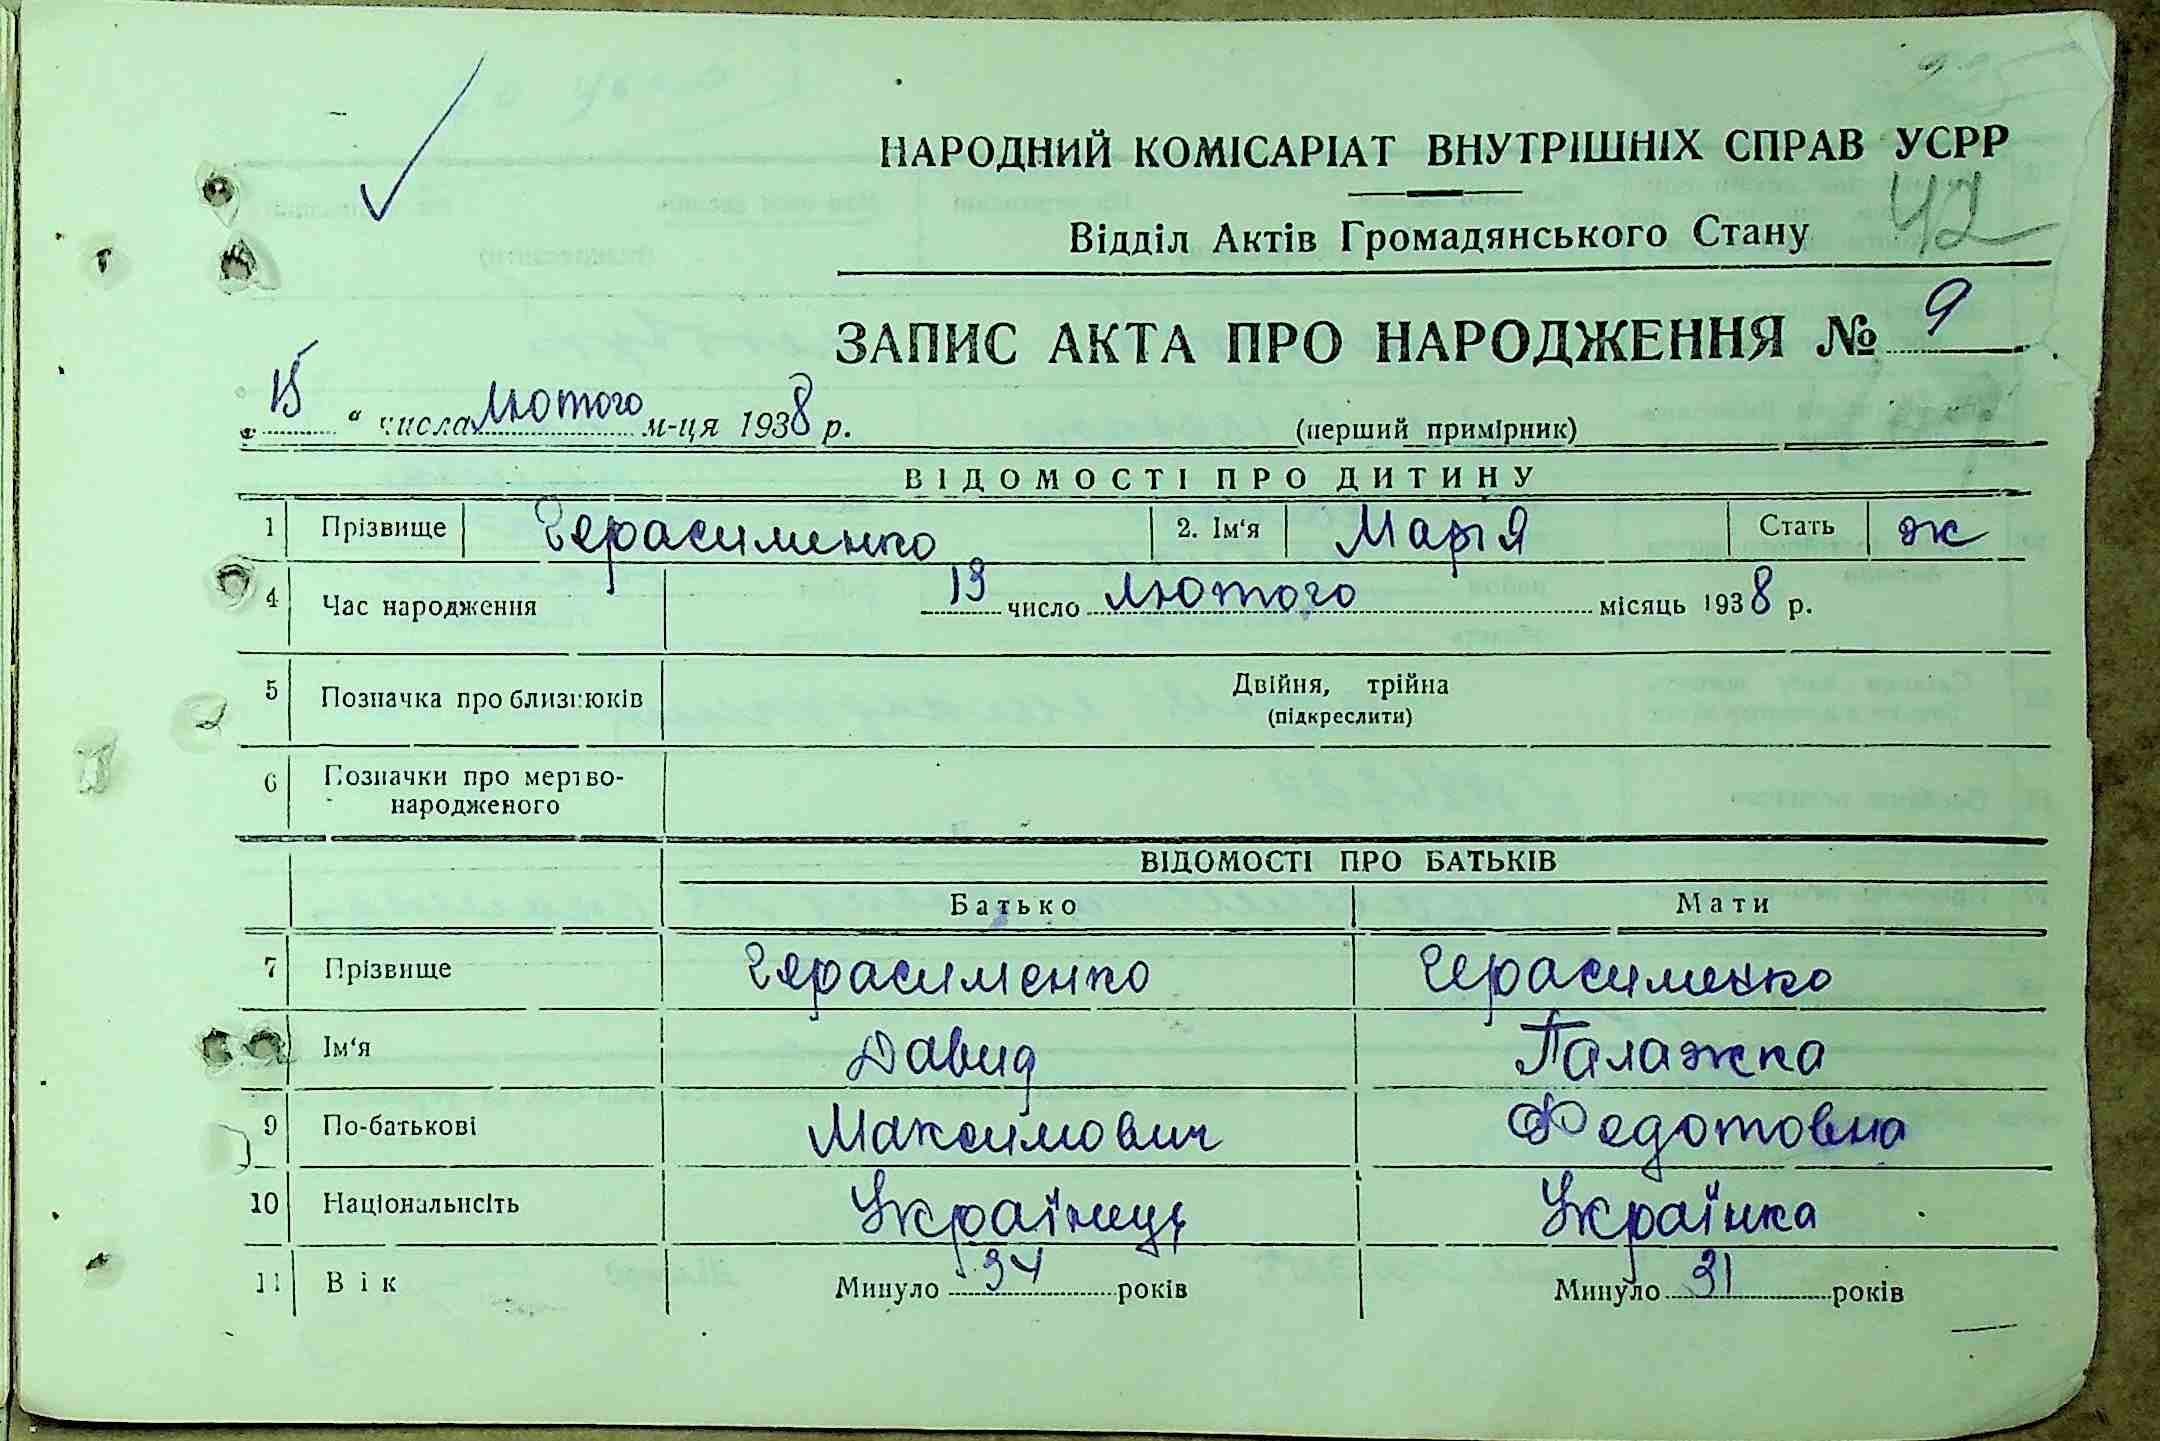 НАРОДНИЙ КОМІСАРІАТ ВНУТРІШНІХ СПРАВ УСРР
42
Відділ Актів Громадянського Стану
ЗАПИС АКТА ПРО НАРОДЖЕННЯ № 9
„15" числа лютого м-ця 1938 р. (перший примірник)
ВІДОМОСТІ ПРО ДИТИНУ
1 Прізвище Герасименко 2. Ім'я Марія Стать ж
4 Час народження 13 число лютого місяць 1938 р.
5 Позначка про близнюків Двійня, трійна
(підкреслити)
6 Позначки про мертво-
народженого
ВІДОМОСТІ ПРО БАТЬКІВ
Батько Мати
7 Прізвище Герасименко Герасименко
Ім'я Давид Палажка
9 По-батькові Максимович Федотовна
10 Національність Українець Українка
11 Вік Минуло 34 років Минуло 31 років